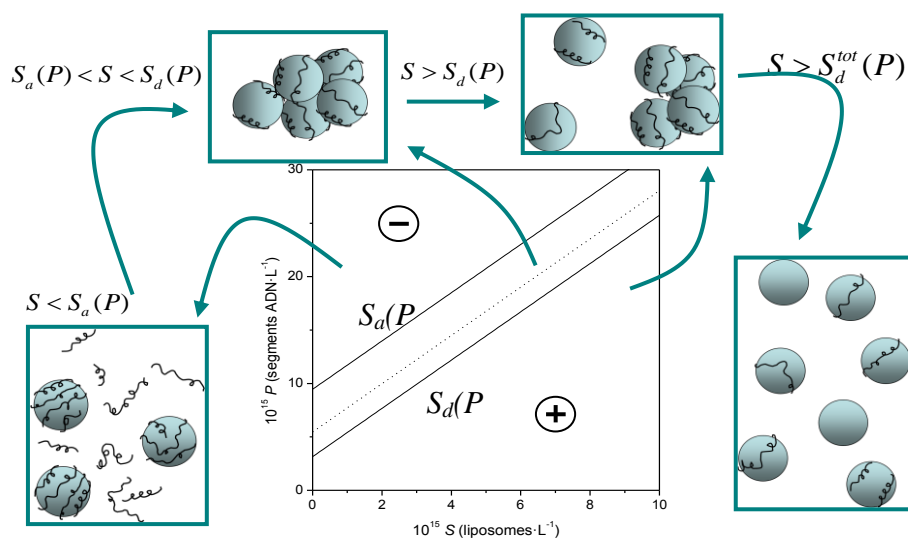 S_a(P) < S < S_d(P)
S > S_d(P)
S > S_d^{tot}(P)
S < S_a(P)
30
20
10
0
10^{15} P (segments ADN·L^{-1})
−
S_a(P
S_d(P
+
0 2 4 6 8 10
10^{15} S (liposomes·L^{-1})